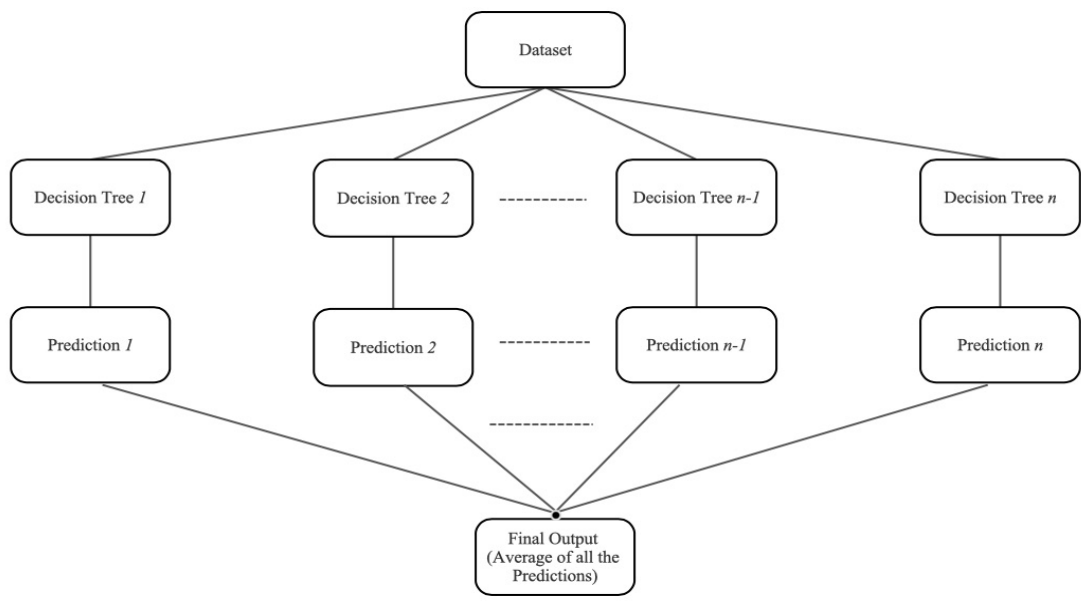 Dataset
Decision Tree 1
Decision Tree 2
Decision Tree n-1
Decision Tree n
Prediction 1
Prediction 2
Prediction n-1
Prediction n
Final Output
(Average of all the
Predictions)